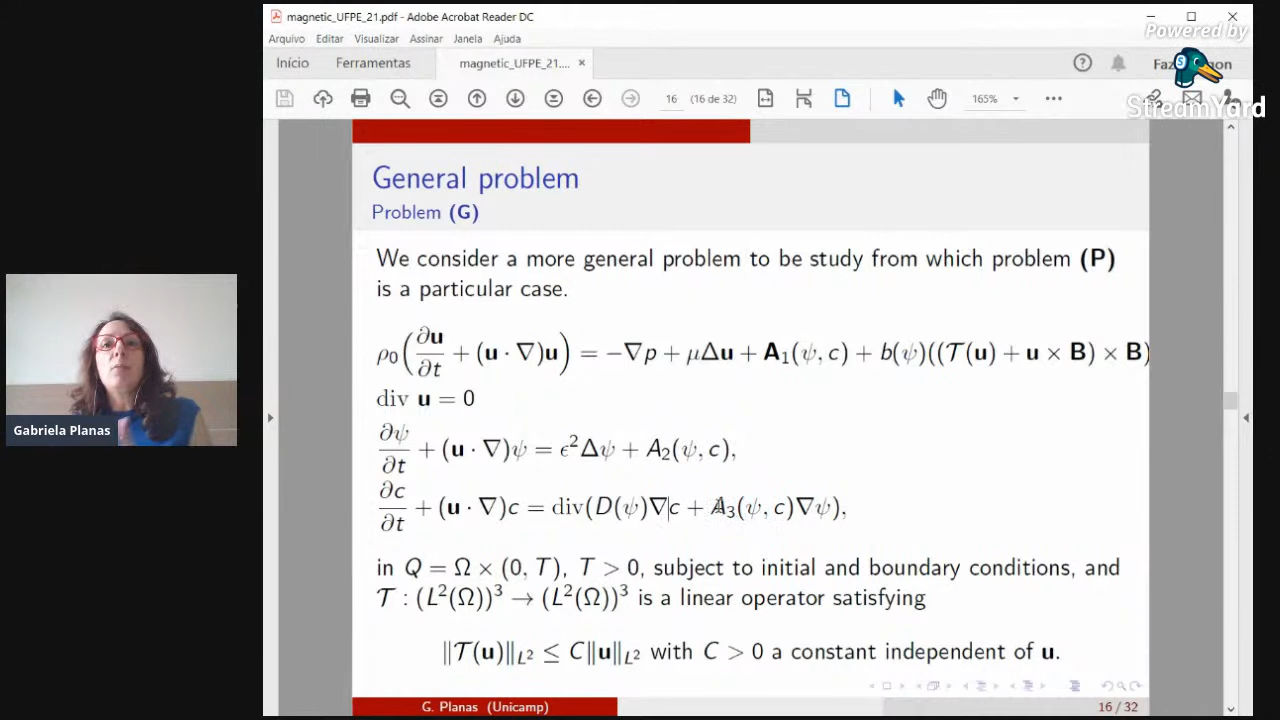 magnetic_UFPE_21.pdf - Adobe Acrobat Reader DC
Powered by
Arquivo Editar Visualizar Assinar Janela Ajuda
Início Ferramentas magnetic_UFPE_21.... ×
StreamYard
16 (16 de 32) 165%
General problem
Problem (G)
We consider a more general problem to be study from which problem (P)
is a particular case.
ρ₀(∂u/∂t + (u · ∇)u) = −∇p + μΔu + A₁(ψ, c) + b(ψ)((𝒯(u) + u × B) × B)
div u = 0
∂ψ/∂t + (u · ∇)ψ = ϵ²Δψ + A₂(ψ, c),
∂c/∂t + (u · ∇)c = div(D(ψ)∇c + A₃(ψ, c)∇ψ),
in Q = Ω × (0, T), T > 0, subject to initial and boundary conditions, and
𝒯 : (L²(Ω))³ → (L²(Ω))³ is a linear operator satisfying
‖𝒯(u)‖_L² ≤ C‖u‖_L² with C > 0 a constant independent of u.
G. Planas (Unicamp) 16 / 32
Gabriela Planas